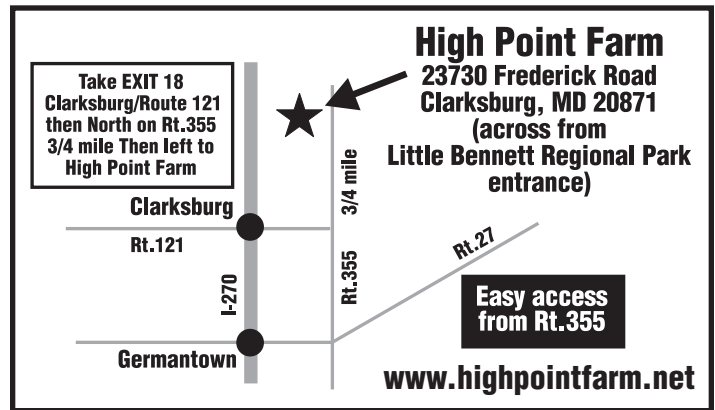 High Point Farm
23730 Frederick Road
Clarksburg, MD 20871
(across from
Little Bennett Regional Park
entrance)
Take EXIT 18
Clarksburg/Route 121
then North on Rt.355
3/4 mile Then left to
High Point Farm
Clarksburg
Rt.121
I-270
3/4 mile
Rt.355
Rt.27
Germantown
Easy access
from Rt.355
www.highpointfarm.net